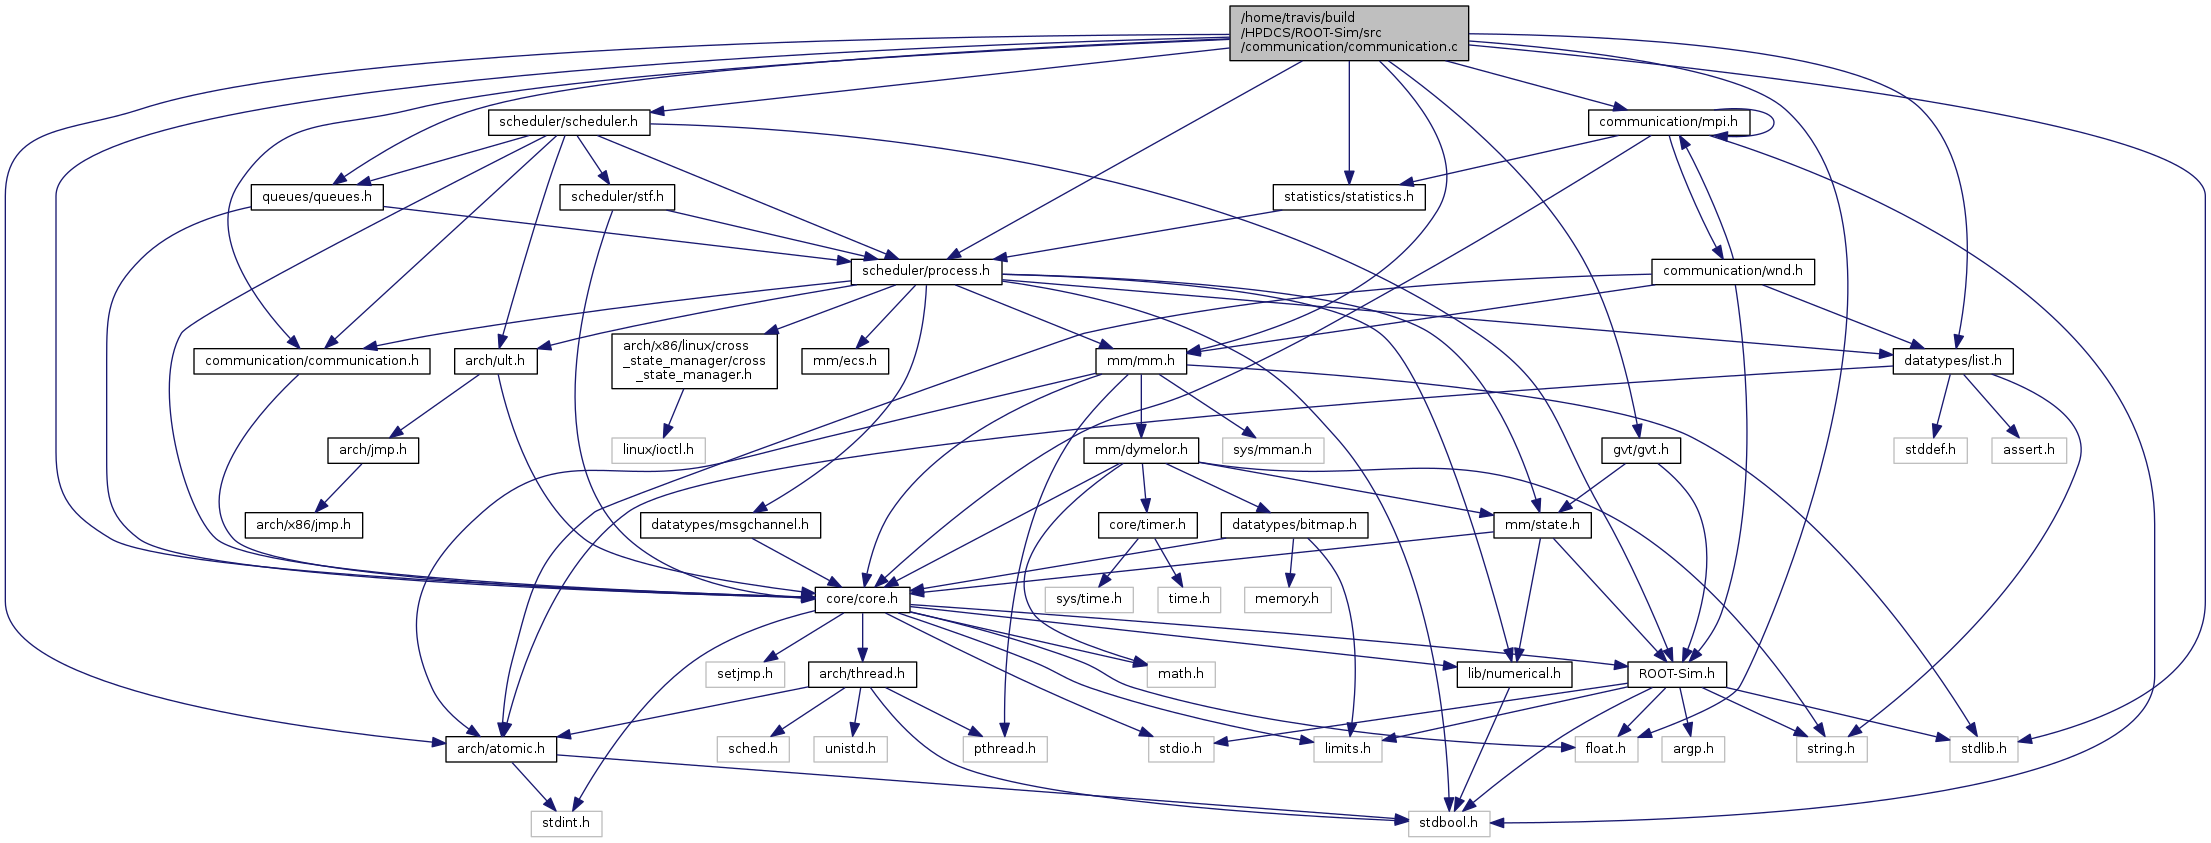 /home/travis/build
/HPDCS/ROOT-Sim/src
/communication/communication.c
scheduler/scheduler.h
communication/mpi.h
queues/queues.h
scheduler/stf.h
statistics/statistics.h
scheduler/process.h
communication/wnd.h
communication/communication.h
arch/ult.h
arch/x86/linux/cross
_state_manager/cross
_state_manager.h
mm/ecs.h
mm/mm.h
datatypes/list.h
arch/jmp.h
linux/ioctl.h
mm/dymelor.h
sys/mman.h
gvt/gvt.h
stddef.h
assert.h
arch/x86/jmp.h
datatypes/msgchannel.h
core/timer.h
datatypes/bitmap.h
mm/state.h
core/core.h
sys/time.h
time.h
memory.h
setjmp.h
arch/thread.h
math.h
lib/numerical.h
ROOT-Sim.h
arch/atomic.h
sched.h
unistd.h
pthread.h
stdio.h
limits.h
float.h
argp.h
string.h
stdlib.h
stdint.h
stdbool.h